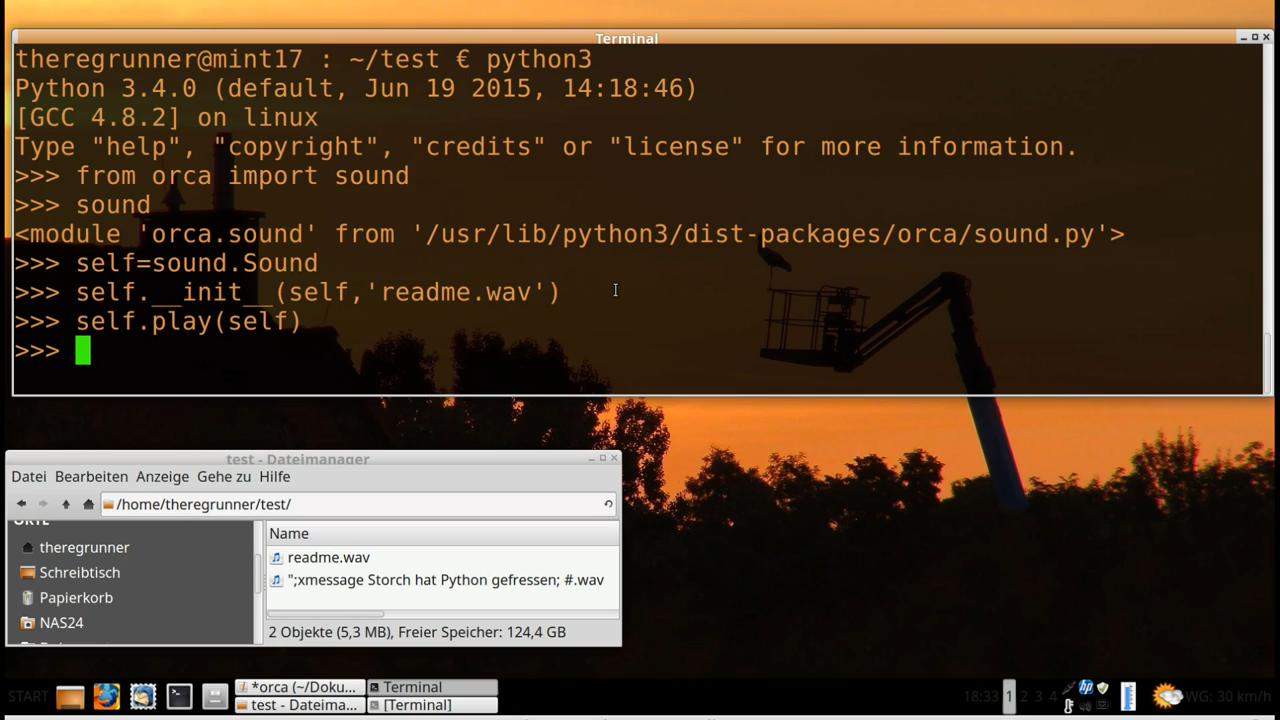 Terminal
theregrunner@mint17 : ~/test € python3
Python 3.4.0 (default, Jun 19 2015, 14:18:46)
[GCC 4.8.2] on linux
Type "help", "copyright", "credits" or "license" for more information.
>>> from orca import sound
>>> sound
<module 'orca.sound' from '/usr/lib/python3/dist-packages/orca/sound.py'>
>>> self=sound.Sound
>>> self.__init__(self,'readme.wav')
>>> self.play(self)
>>>
test - Dateimanager
Datei Bearbeiten Anzeige Gehe zu Hilfe
/home/theregrunner/test/
ORTE
Name
theregrunner
readme.wav
Schreibtisch
";xmessage Storch hat Python gefressen; #.wav
Papierkorb
NAS24
2 Objekte (5,3 MB), Freier Speicher: 124,4 GB
START
*orca (~/Doku...
Terminal
test - Dateima...
[Terminal]
18:33 1 2 3 4
WG: 30 km/h